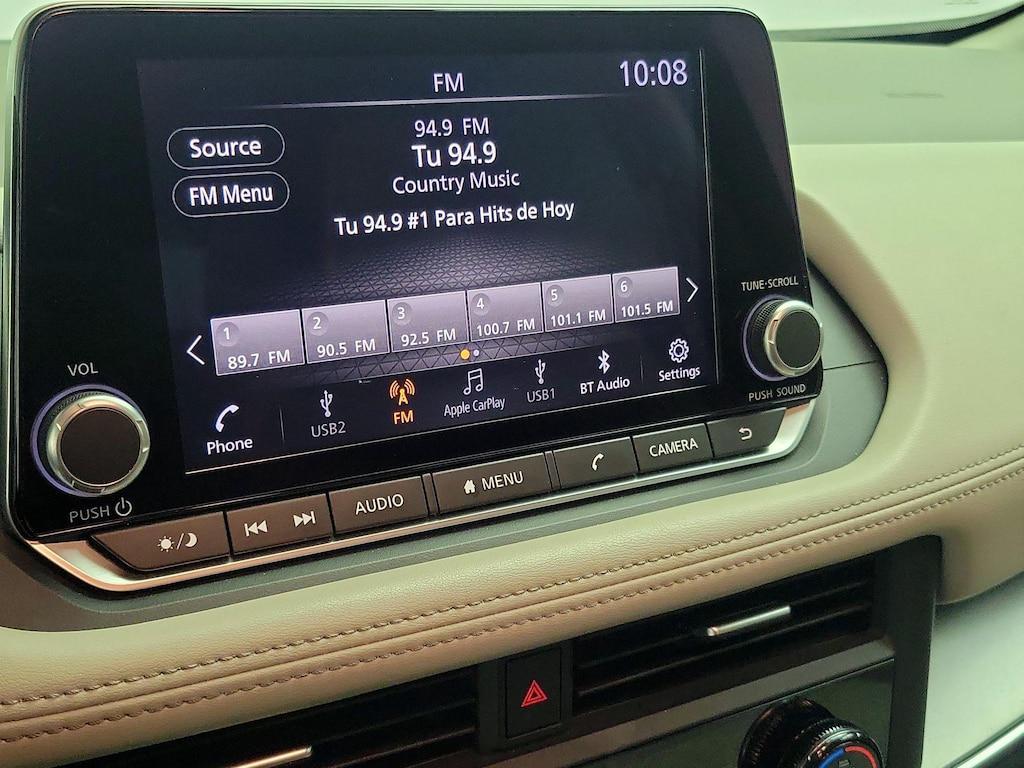 FM
10:08
Source
FM Menu
94.9 FM
Tu 94.9
Country Music
Tu 94.9 #1 Para Hits de Hoy
1 89.7 FM
2 90.5 FM
3 92.5 FM
4 100.7 FM
5 101.1 FM
6 101.5 FM
Phone
USB2
FM
Apple CarPlay
USB1
BT Audio
Settings
VOL
PUSH
TUNE·SCROLL
PUSH SOUND
AUDIO
MENU
CAMERA